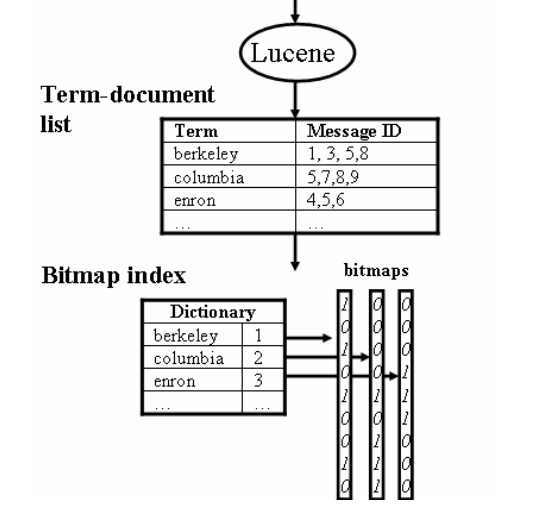 Lucene
Term-document
list
Term Message ID
berkeley 1, 3, 5,8
columbia 5,7,8,9
enron 4,5,6
... ...
Bitmap index
bitmaps
Dictionary
berkeley 1
columbia 2
enron 3
... ...
1 0 0
0 0 0
1 0 0
0 0 1
1 1 1
0 0 1
0 1 0
1 1 0
0 1 0